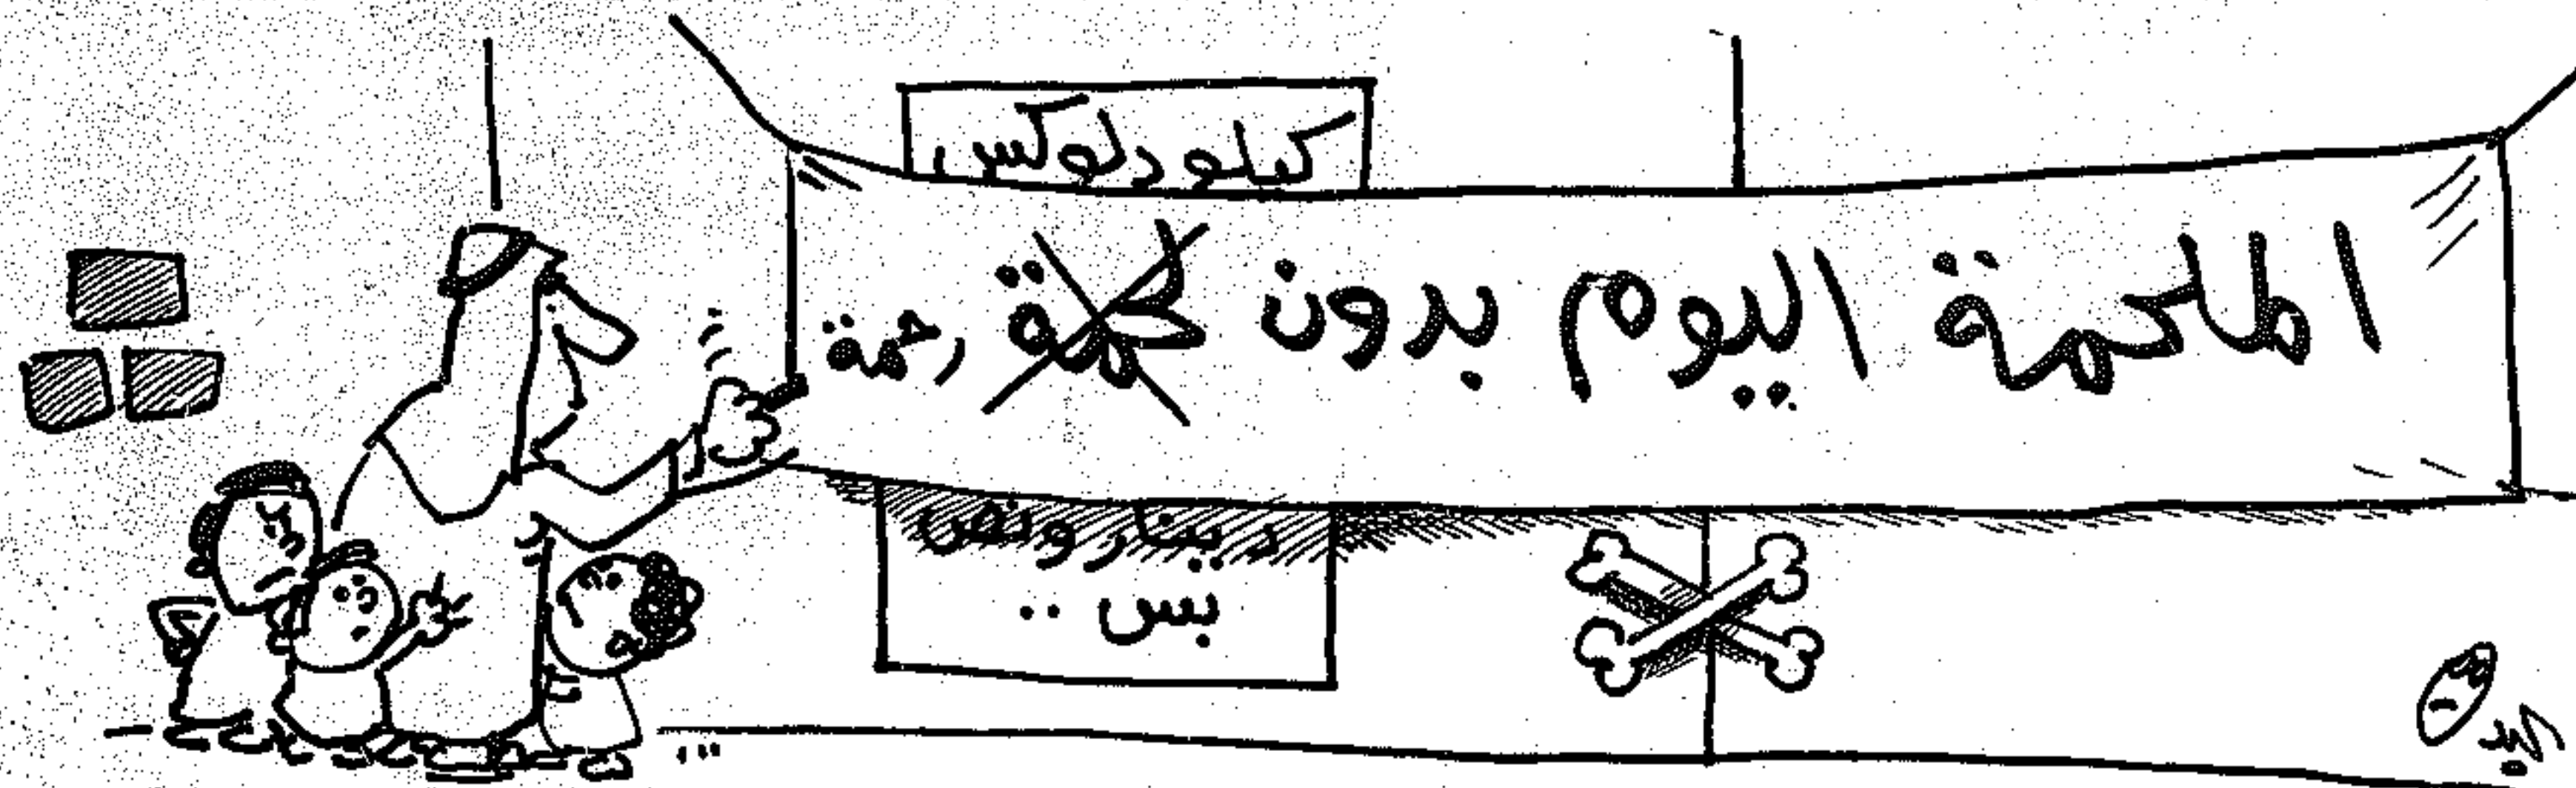 كيلو دلوكس
الملحمة اليوم بدون لحمة رحمة
دينار ونص
بس ..